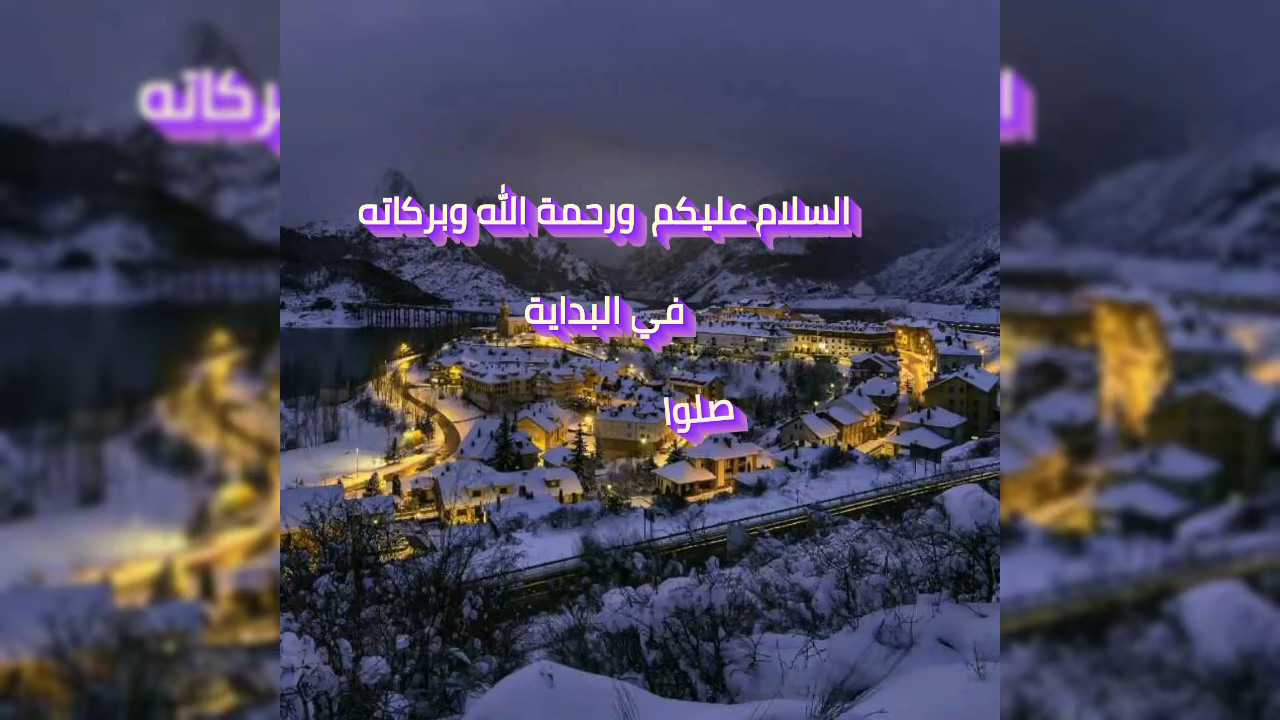 السلام عليكم ورحمة الله وبركاته
في البداية
صلوا